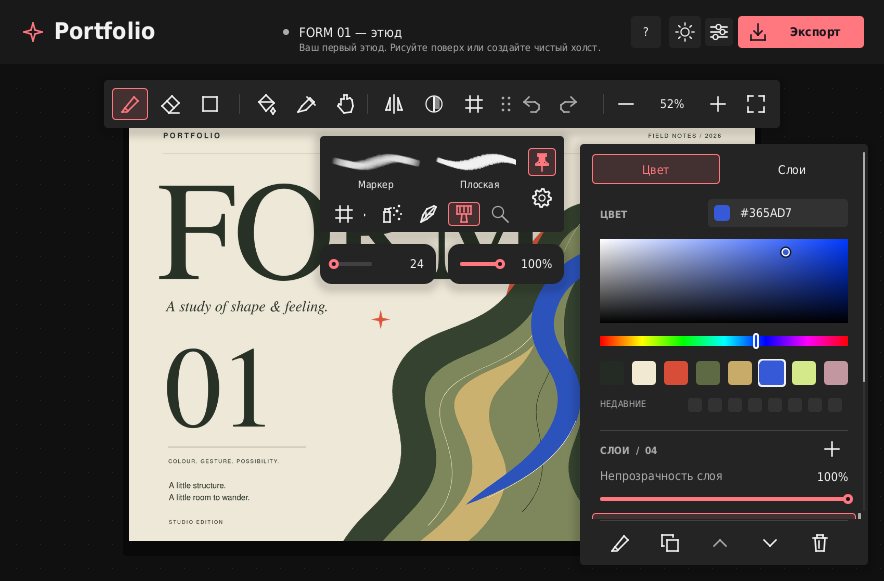 Portfolio
FORM 01 — этюд
Ваш первый этюд. Рисуйте поверх или создайте чистый холст.
?
Экспорт
52%
PORTFOLIO
FIELD NOTES / 2026
Маркер
Плоская
24
100%
A study of shape & feeling.
01
COLOUR. GESTURE. POSSIBILITY.
A little structure.
A little room to wander.
STUDIO EDITION
Цвет
Слои
ЦВЕТ
#365AD7
НЕДАВНИЕ
СЛОИ / 04
Непрозрачность слоя
100%